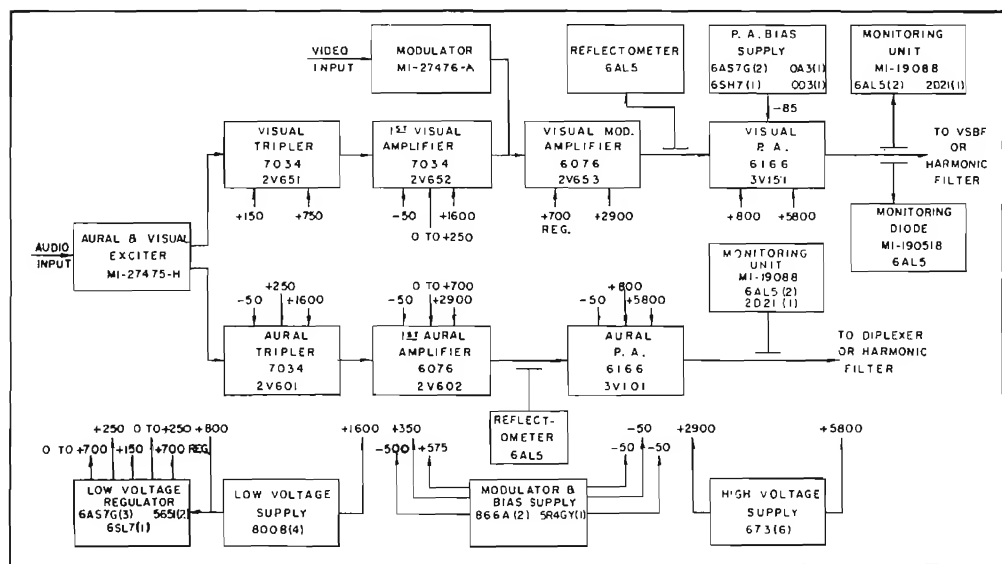 VIDEO INPUT
MODULATOR
MI-27476-A
REFLECTOMETER
6AL5
P. A. BIAS
SUPPLY
6AS7G(2) 0A3(1)
6SH7(1) 0D3(1)
MONITORING
UNIT
MI-19088
6AL5(2) 2D21(1)
-85
VISUAL
TRIPLER
7034
2V651
1ST VISUAL
AMPLIFIER
7034
2V652
VISUAL MOD.
AMPLIFIER
6076
2V653
VISUAL
P. A.
6166
3V151
TO VSBF
OR
HARMONIC
FILTER
+150
+750
-50
+1600
0 TO +250
+700
REG.
+2900
+800
+5800
MONITORING
DIODE
MI-19051B
6AL5
AUDIO
INPUT
AURAL & VISUAL
EXCITER
MI-27475-H
MONITORING
UNIT
MI-19088
6AL5(2)
2D21(1)
+250
-50 +1600
0 TO +700
-50 +2900
+800
-50 +5800
AURAL
TRIPLER
7034
2V601
1ST AURAL
AMPLIFIER
6076
2V602
AURAL
P. A.
6166
3V101
TO DIPLEXER
OR HARMONIC
FILTER
REFLECT-
OMETER
6AL5
+250 0 TO +250 +800
0 TO +700 +150 +700 REG.
+1600 +350
-500 +575
-50 +2900
-50 -50
+5800
LOW VOLTAGE
REGULATOR
6AS7G(3) 5651(2)
6SL7(1)
LOW VOLTAGE
SUPPLY
8008(4)
MODULATOR &
BIAS SUPPLY
866A(2) 5R4GY(1)
HIGH VOLTAGE
SUPPLY
673(6)